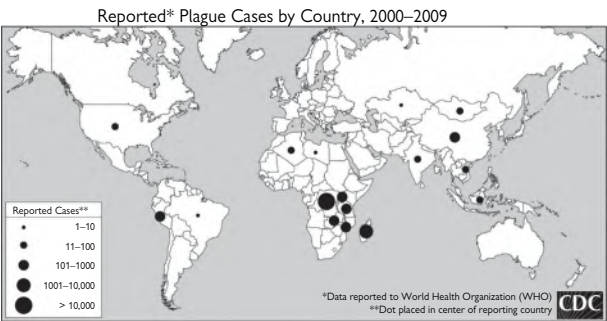 Reported* Plague Cases by Country, 2000–2009
Reported Cases**
1–10
11–100
101–1000
1001–10,000
> 10,000
*Data reported to World Health Organization (WHO)
**Dot placed in center of reporting country
CDC